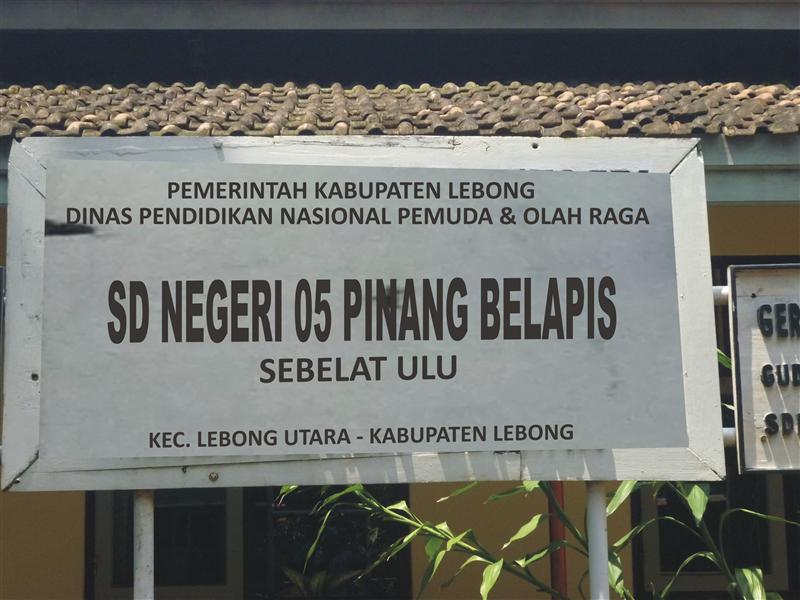 PEMERINTAH KABUPATEN LEBONG
DINAS PENDIDIKAN NASIONAL PEMUDA & OLAH RAGA
SD NEGERI 05 PINANG BELAPIS
SEBELAT ULU
KEC. LEBONG UTARA - KABUPATEN LEBONG